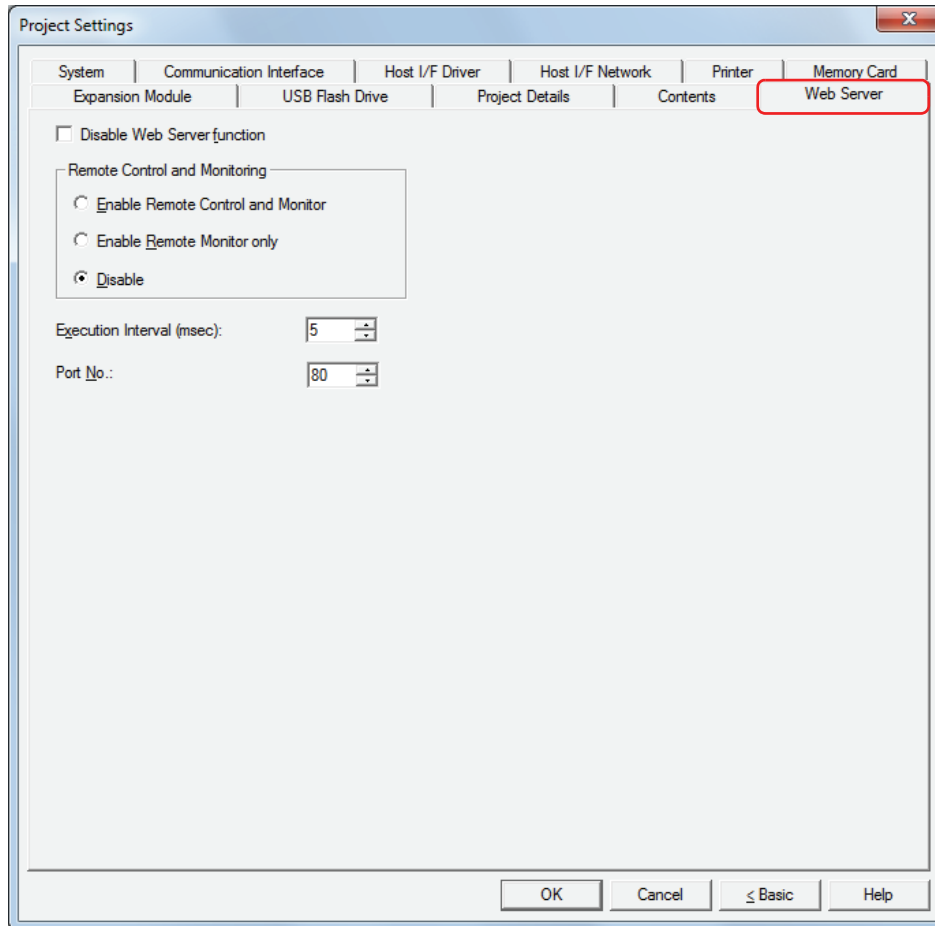 Project Settings
System Communication Interface Host I/F Driver Host I/F Network Printer Memory Card
Expansion Module USB Flash Drive Project Details Contents Web Server
Disable Web Server function
Remote Control and Monitoring
Enable Remote Control and Monitor
Enable Remote Monitor only
Disable
Execution Interval (msec): 5
Port No.: 80
OK Cancel < Basic Help